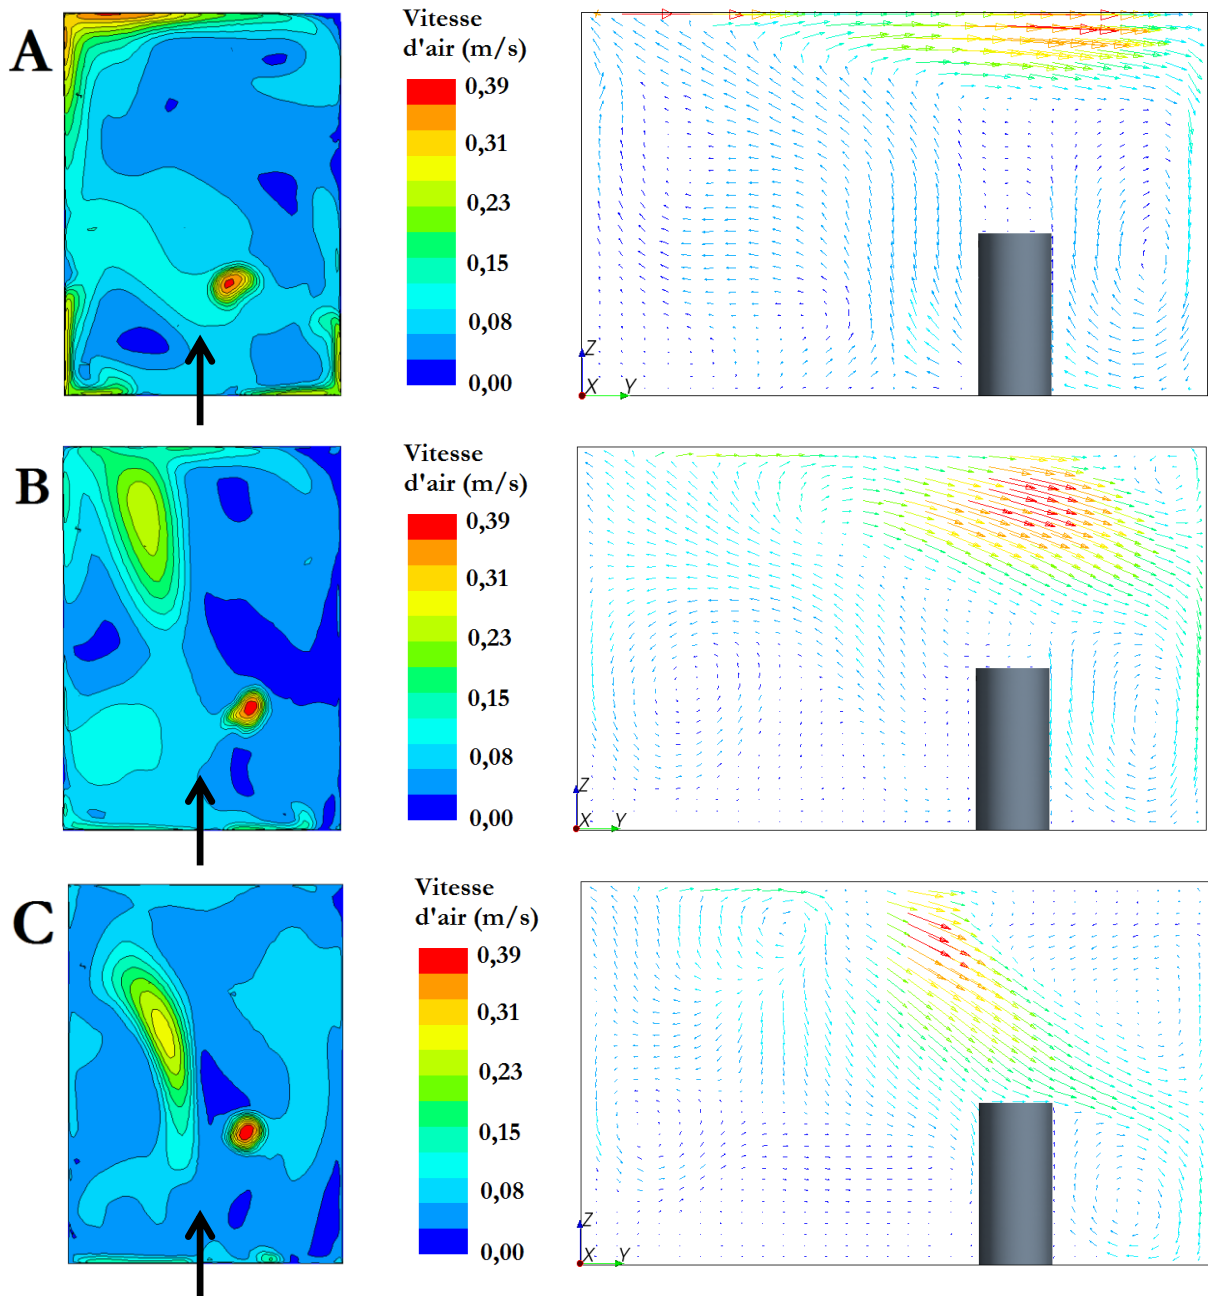 A
Vitesse
d'air (m/s)
0,39
0,31
0,23
0,15
0,08
0,00
Z
X
Y
B
Vitesse
d'air (m/s)
0,39
0,31
0,23
0,15
0,08
0,00
Z
X
Y
C
Vitesse
d'air (m/s)
0,39
0,31
0,23
0,15
0,08
0,00
Z
X
Y